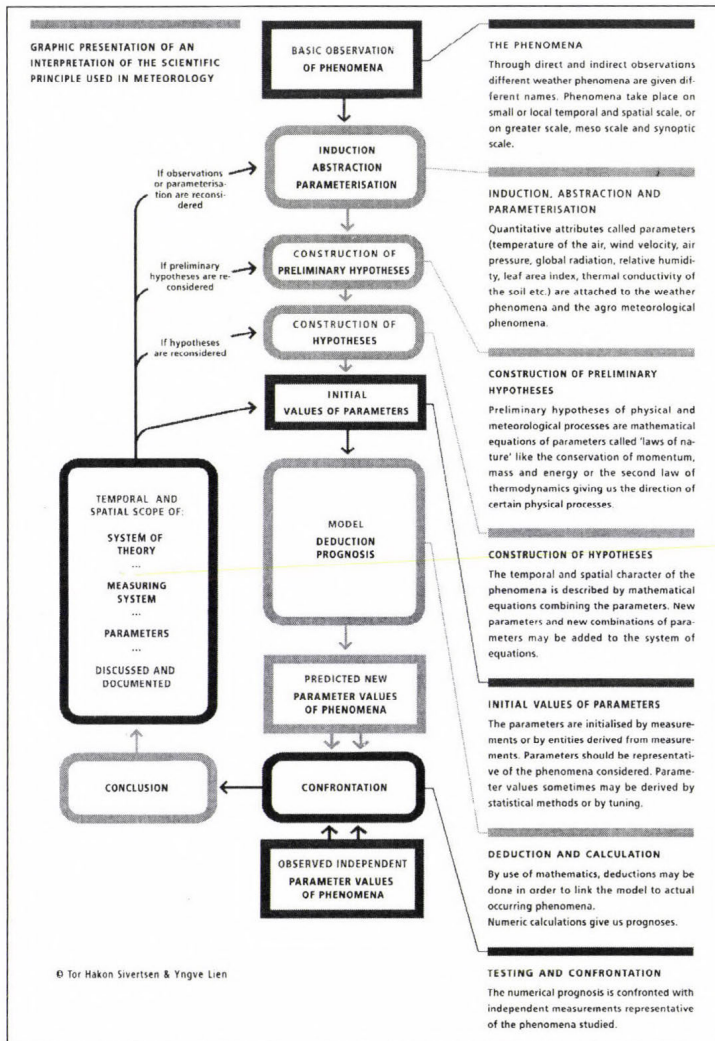 GRAPHIC PRESENTATION OF AN
INTERPRETATION OF THE SCIENTIFIC
PRINCIPLE USED IN METEOROLOGY
BASIC OBSERVATION
OF PHENOMENA
INDUCTION
ABSTRACTION
PARAMETERISATION
If observations
or parameterisa-
tion are reconsi-
dered
CONSTRUCTION OF
PRELIMINARY HYPOTHESES
If preliminary
hypotheses are re-
considered
CONSTRUCTION OF
HYPOTHESES
If hypotheses
are reconsidered
INITIAL
VALUES OF PARAMETERS
TEMPORAL AND
SPATIAL SCOPE OF:
SYSTEM OF
THEORY
...
MEASURING
SYSTEM
...
PARAMETERS
...
DISCUSSED AND
DOCUMENTED
MODEL
DEDUCTION
PROGNOSIS
PREDICTED NEW
PARAMETER VALUES
OF PHENOMENA
CONCLUSION
CONFRONTATION
OBSERVED INDEPENDENT
PARAMETER VALUES
OF PHENOMENA
© Tor Hakon Sivertsen & Yngve Lien
THE PHENOMENA
Through direct and indirect observations
different weather phenomena are given dif-
ferent names. Phenomena take place on
small or local temporal and spatial scale, or
on greater scale, meso scale and synoptic
scale.
INDUCTION, ABSTRACTION AND
PARAMETERISATION
Quantitative attributes called parameters
(temperature of the air, wind velocity, air
pressure, global radiation, relative humidi-
ty, leaf area index, thermal conductivity of
the soil etc.) are attached to the weather
phenomena and the agro meteorological
phenomena.
CONSTRUCTION OF PRELIMINARY
HYPOTHESES
Preliminary hypotheses of physical and
meteorological processes are mathematical
equations of parameters called 'laws of na-
ture' like the conservation of momentum,
mass and energy or the second law of
thermodynamics giving us the direction of
certain physical processes.
CONSTRUCTION OF HYPOTHESES
The temporal and spatial character of the
phenomena is described by mathematical
equations combining the parameters. New
parameters and new combinations of para-
meters may be added to the system of
equations.
INITIAL VALUES OF PARAMETERS
The parameters are initialised by measure-
ments or by entities derived from measure-
ments. Parameters should be representati-
ve of the phenomena considered. Parame-
ter values sometimes may be derived by
statistical methods or by tuning.
DEDUCTION AND CALCULATION
By use of mathematics, deductions may be
done in order to link the model to actual
occurring phenomena.
Numeric calculations give us prognoses.
TESTING AND CONFRONTATION
The numerical prognosis is confronted with
independent measurements representative
of the phenomena studied.